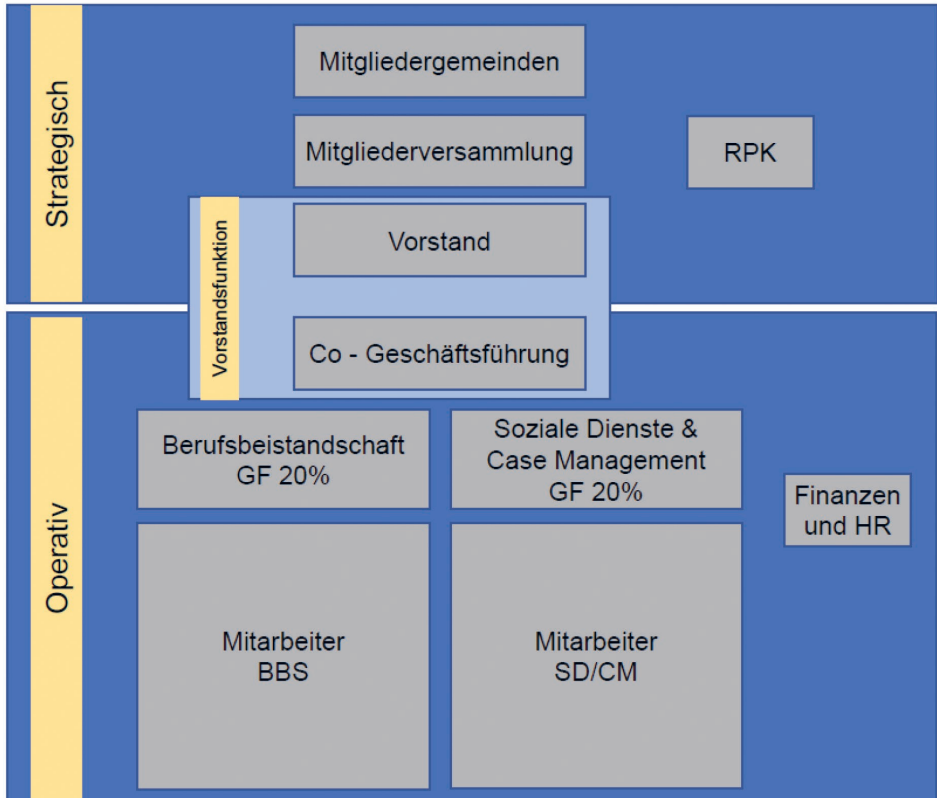 Strategisch
Mitgliedergemeinden
Mitgliederversammlung
RPK
Vorstandsfunktion
Vorstand
Co - Geschäftsführung
Operativ
Berufsbeistandschaft
GF 20%
Soziale Dienste &
Case Management
GF 20%
Finanzen
und HR
Mitarbeiter
BBS
Mitarbeiter
SD/CM